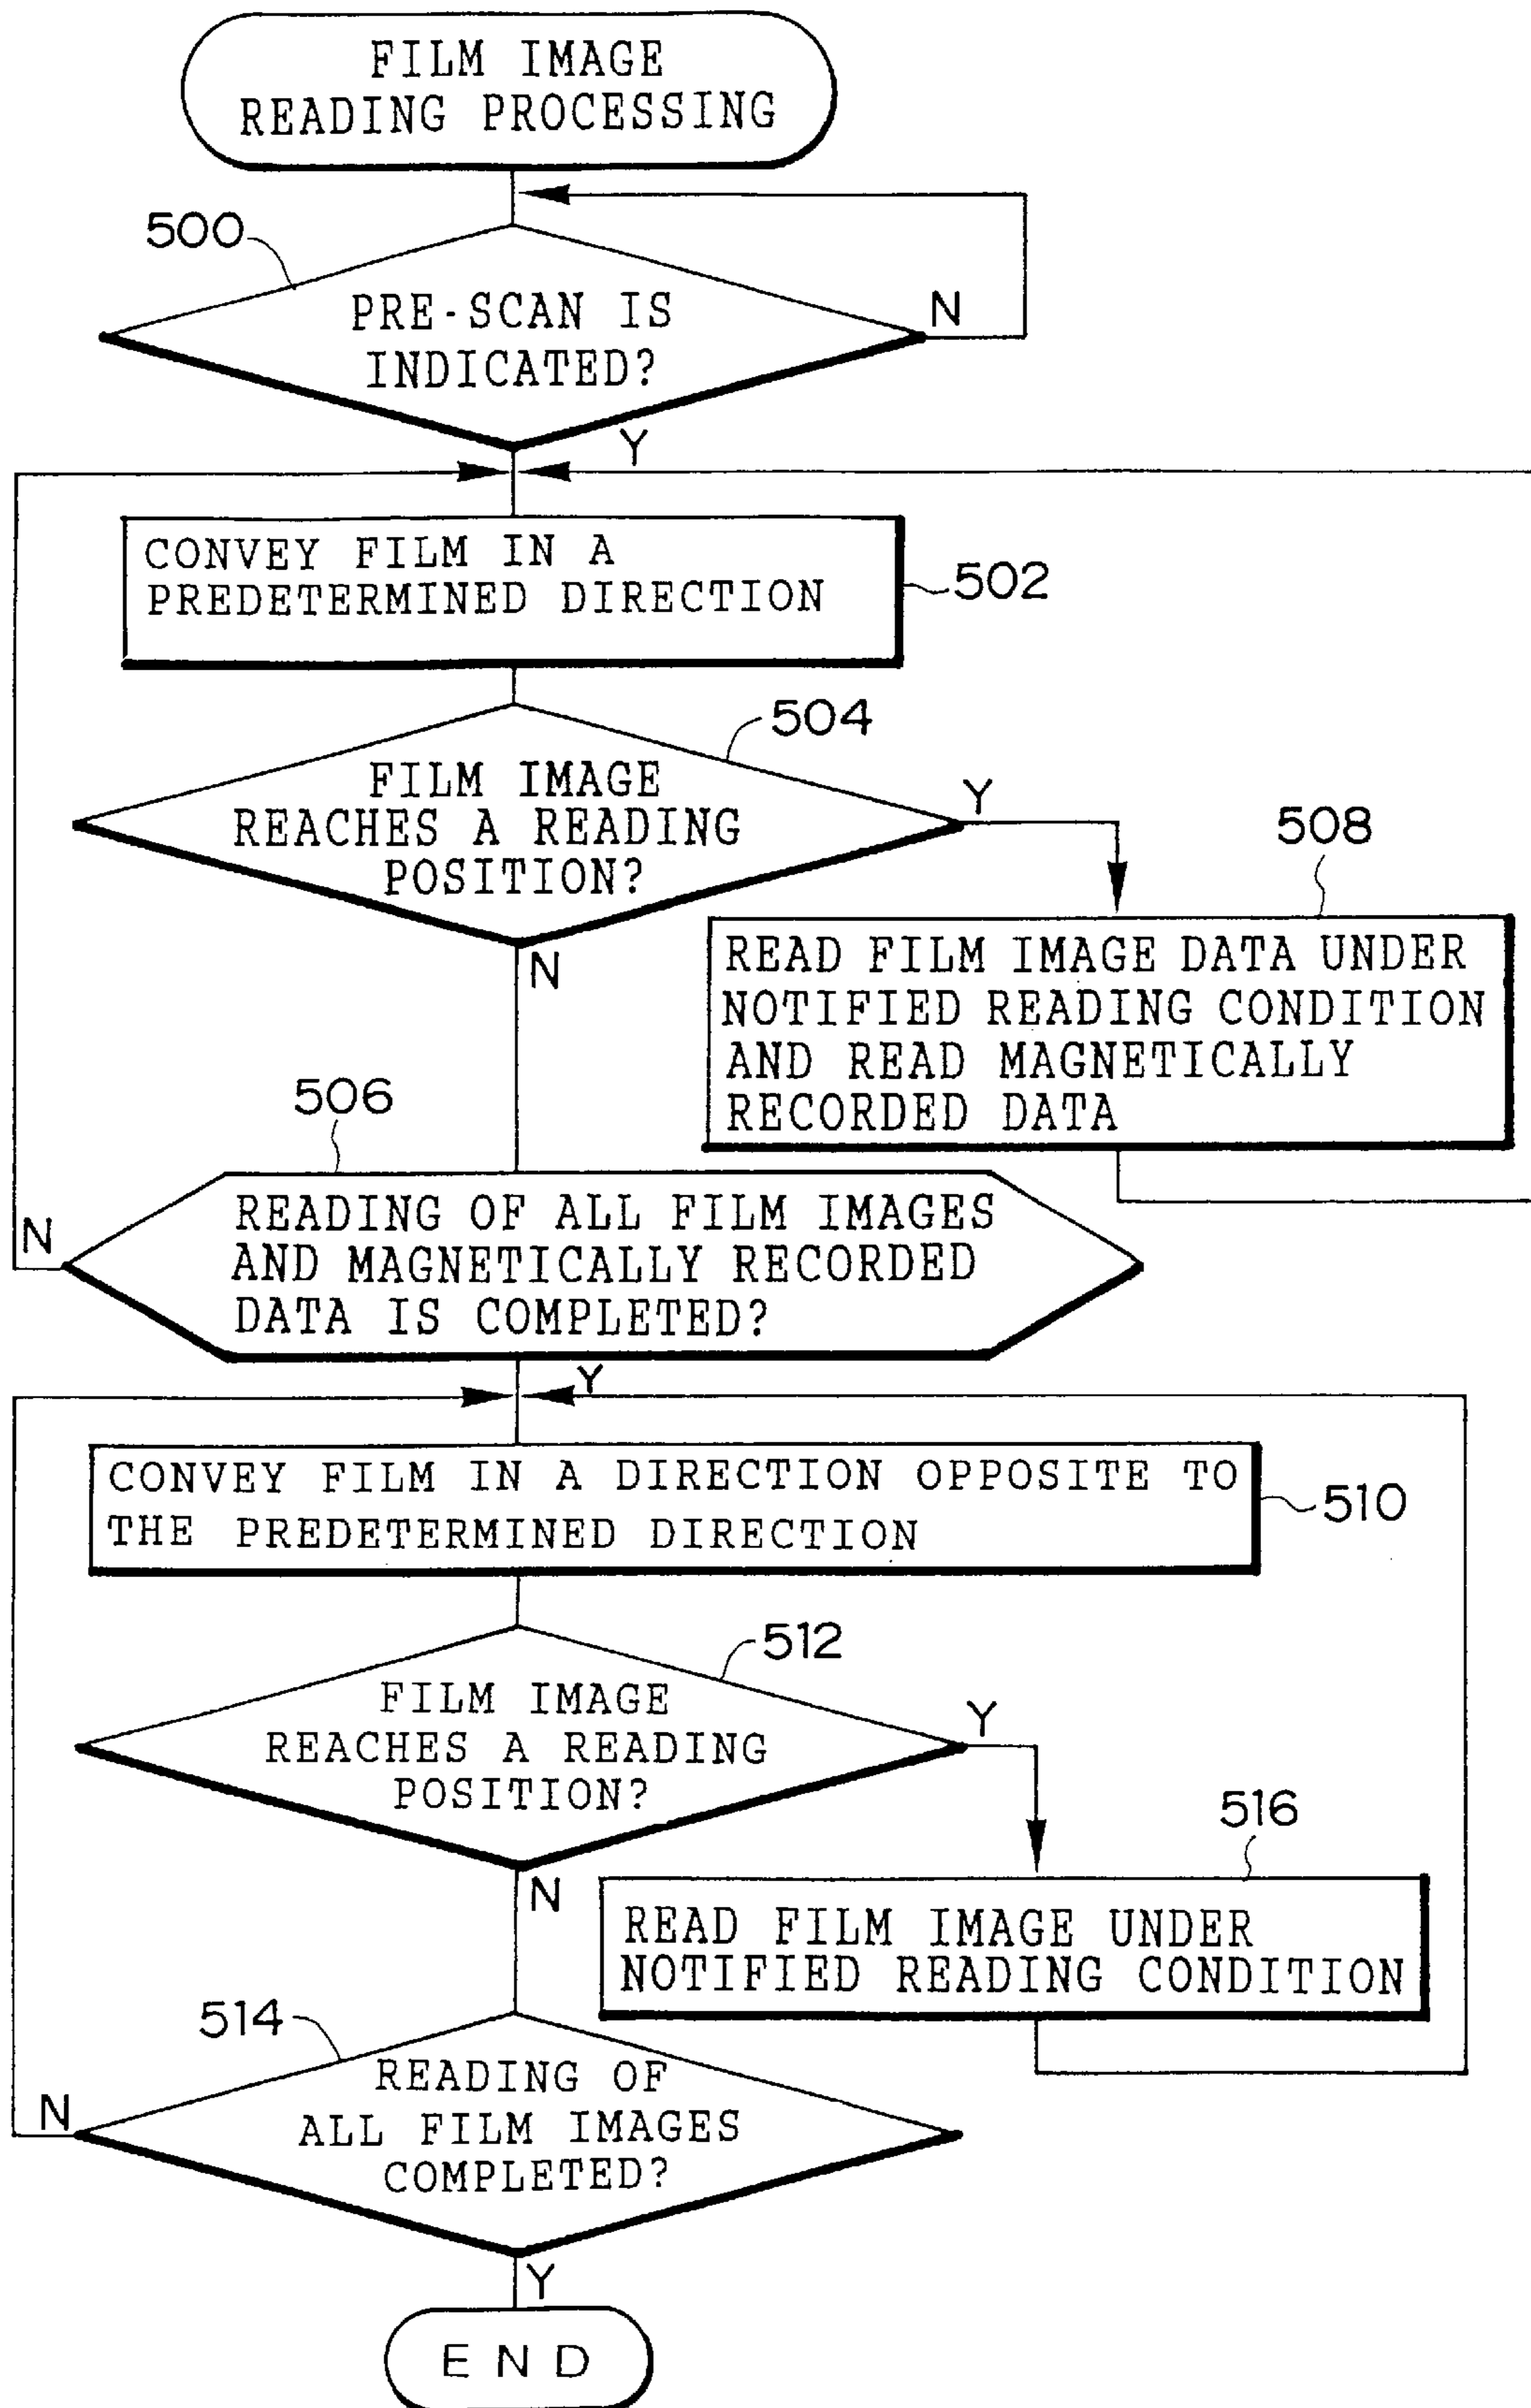 FILM IMAGE
READING PROCESSING
500
PRE-SCAN IS
INDICATED?
N
Y
CONVEY FILM IN A
PREDETERMINED DIRECTION
502
504
FILM IMAGE
REACHES A READING
POSITION?
Y
N
508
READ FILM IMAGE DATA UNDER
NOTIFIED READING CONDITION
AND READ MAGNETICALLY
RECORDED DATA
506
READING OF ALL FILM IMAGES
AND MAGNETICALLY RECORDED
DATA IS COMPLETED?
N
Y
CONVEY FILM IN A DIRECTION OPPOSITE TO
THE PREDETERMINED DIRECTION
510
512
FILM IMAGE
REACHES A READING
POSITION?
Y
N
516
READ FILM IMAGE UNDER
NOTIFIED READING CONDITION
514
READING OF
ALL FILM IMAGES
COMPLETED?
N
Y
END